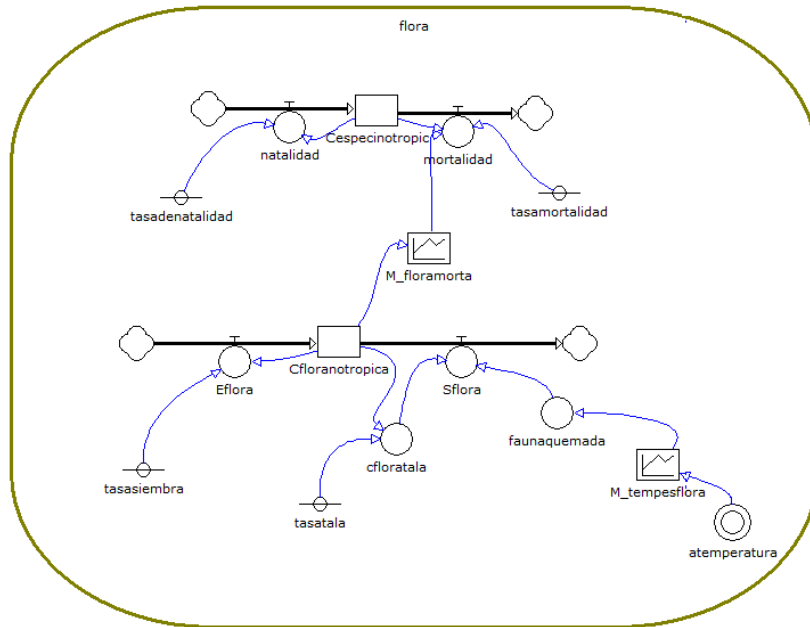 flora
Cespecinotropic
natalidad
mortalidad
tasadenatalidad
tasamortalidad
M_floramorta
Cfloranotropica
Eflora
Sflora
faunaquemada
cfloratala
tasasiembra
M_tempesflora
tasatala
atemperatura